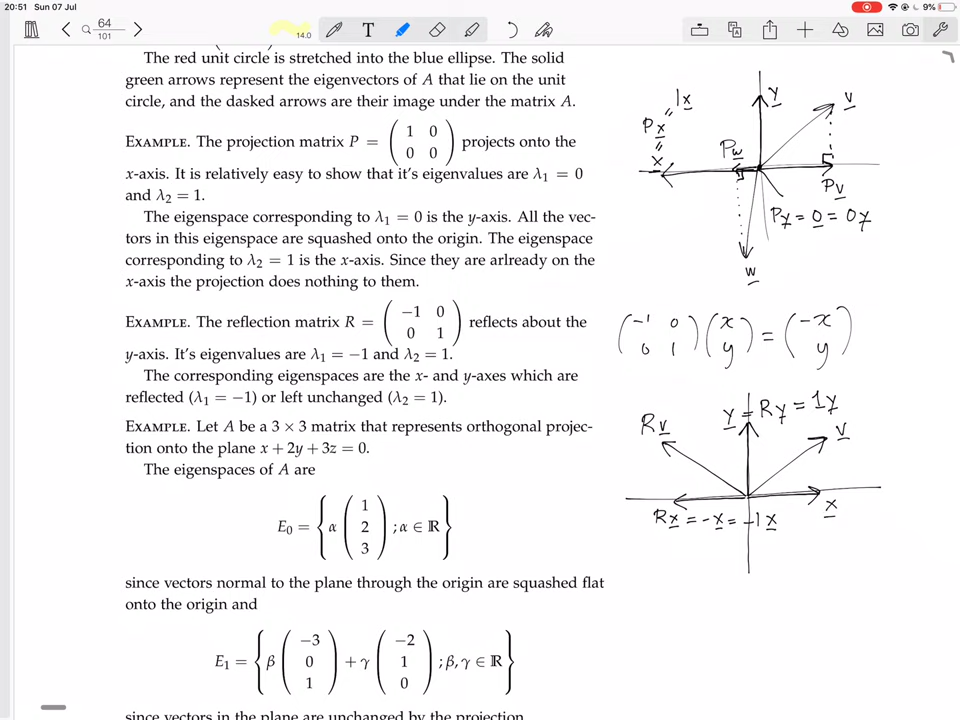 20:51 Sun 07 Jul
9%
64
101
T
14.0
The red unit circle is stretched into the blue ellipse. The solid
green arrows represent the eigenvectors of A that lie on the unit
circle, and the dasked arrows are their image under the matrix A.
EXAMPLE. The projection matrix P = ( 1 0 ; 0 0 ) projects onto the
x-axis. It is relatively easy to show that it's eigenvalues are λ₁ = 0
and λ₂ = 1.
The eigenspace corresponding to λ₁ = 0 is the y-axis. All the vec-
tors in this eigenspace are squashed onto the origin. The eigenspace
corresponding to λ₂ = 1 is the x-axis. Since they are arlready on the
x-axis the projection does nothing to them.
EXAMPLE. The reflection matrix R = ( −1 0 ; 0 1 ) reflects about the
y-axis. It's eigenvalues are λ₁ = −1 and λ₂ = 1.
The corresponding eigenspaces are the x- and y-axes which are
reflected (λ₁ = −1) or left unchanged (λ₂ = 1).
EXAMPLE. Let A be a 3 × 3 matrix that represents orthogonal projec-
tion onto the plane x + 2y + 3z = 0.
The eigenspaces of A are
E₀ = { α ( 1 ; 2 ; 3 ) ; α ∈ ℝ }
since vectors normal to the plane through the origin are squashed flat
onto the origin and
E₁ = { β ( −3 ; 0 ; 1 ) + γ ( −2 ; 1 ; 0 ) ; β, γ ∈ ℝ }
since vectors in the plane are unchanged by the projection.
1x
=
Px
=
x
y
v
Pw
Pv
Py = 0 = 0y
w
( −1 0 ; 0 1 ) ( x ; y ) = ( −x ; y )
y = Ry = 1y
Rv
v
Rx = −x = −1x
x